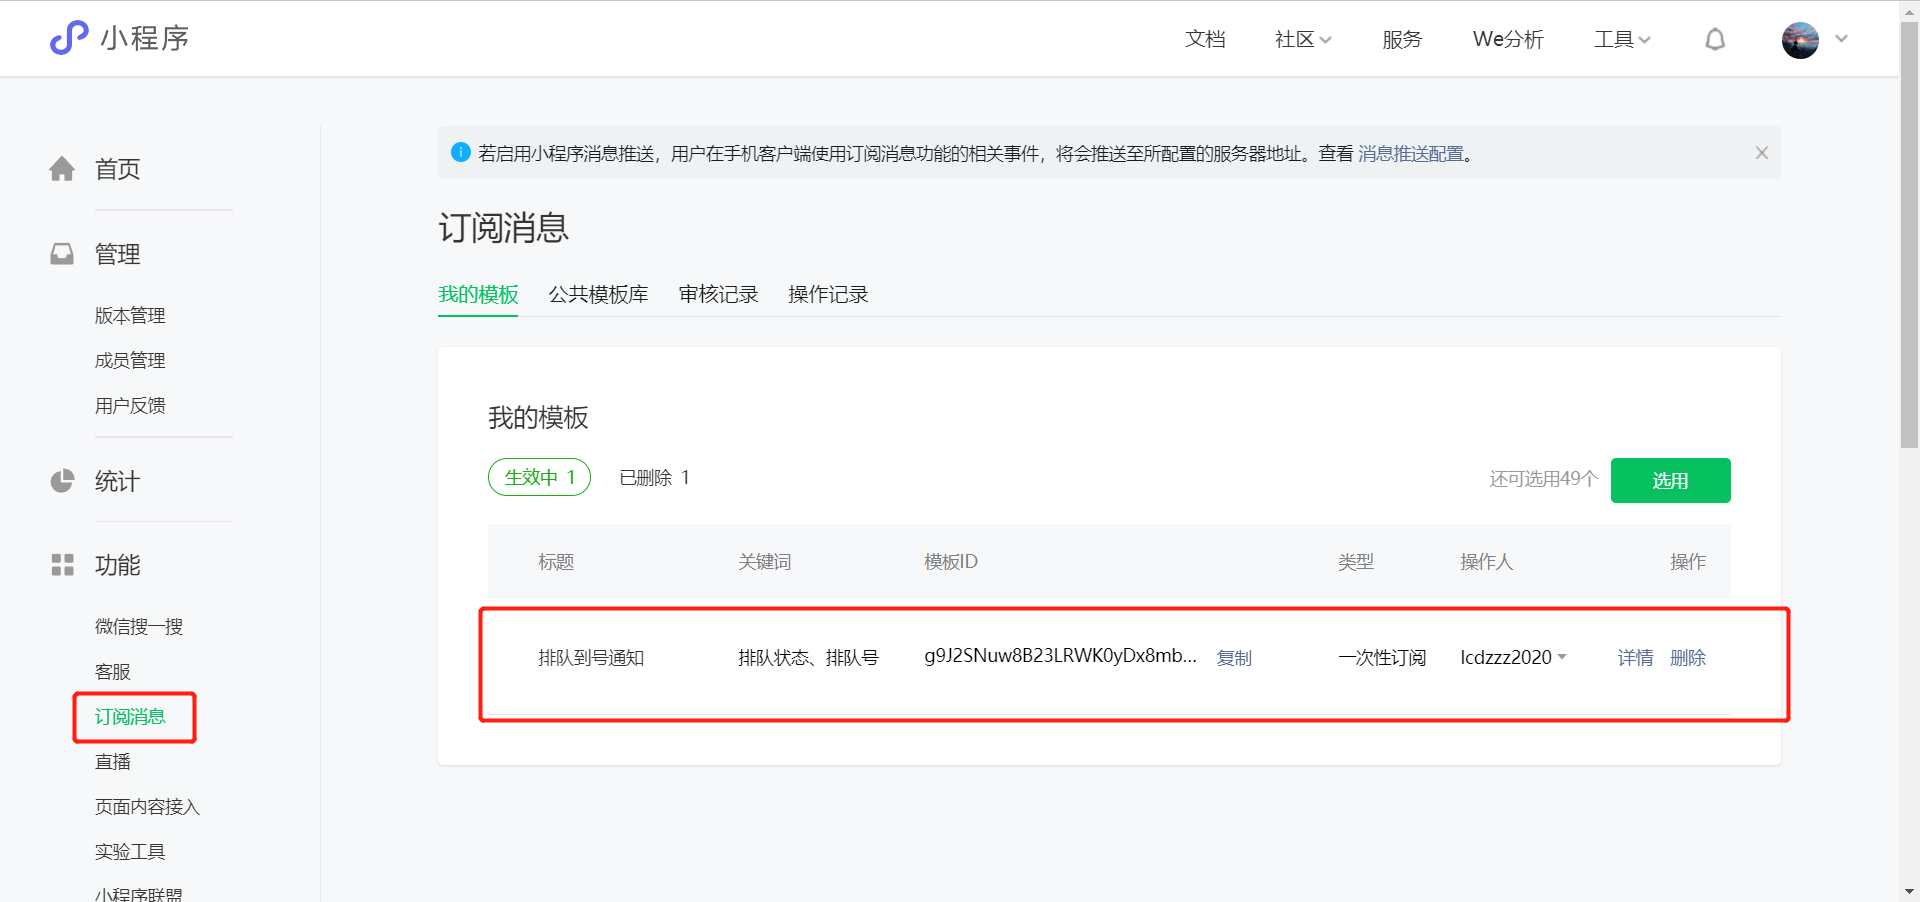 小程序
文档 社区 服务 We分析 工具
首页
管理
版本管理
成员管理
用户反馈
统计
功能
微信搜一搜
客服
订阅消息
直播
页面内容接入
实验工具
小程序联盟
若启用小程序消息推送，用户在手机客户端使用订阅消息功能的相关事件，将会推送至所配置的服务器地址。查看 消息推送配置。
订阅消息
我的模板 公共模板库 审核记录 操作记录
我的模板
生效中 1 已删除 1 还可选用49个 选用
标题 关键词 模板ID 类型 操作人 操作
排队到号通知 排队状态、排队号 g9J2SNuw8B23LRWK0yDx8mb... 复制 一次性订阅 lcdzzz2020 详情 删除